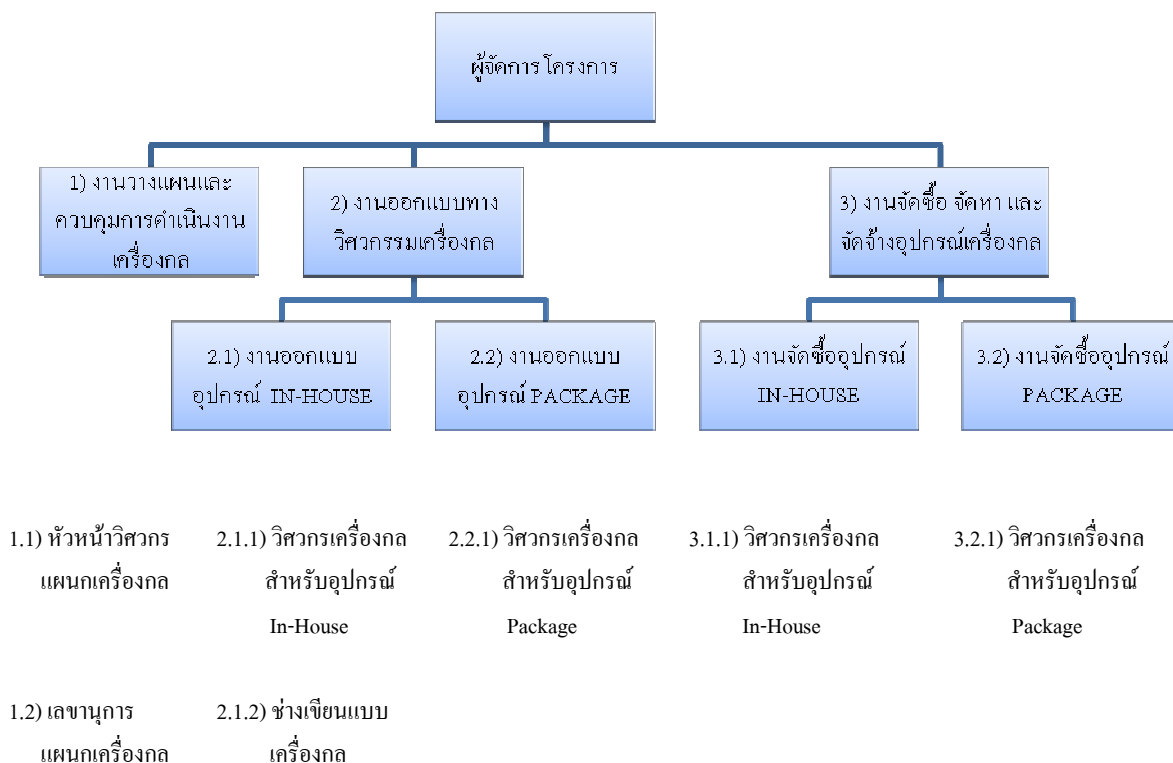 ผู้จัดการโครงการ
1) งานวางแผนและ
ควบคุมการดำเนินงาน
เครื่องกล
2) งานออกแบบทาง
วิศวกรรมเครื่องกล
3) งานจัดซื้อ จัดหา และ
จัดจ้างอุปกรณ์เครื่องกล
2.1) งานออกแบบ
อุปกรณ์ IN-HOUSE
2.2) งานออกแบบ
อุปกรณ์ PACKAGE
3.1) งานจัดซื้ออุปกรณ์
IN-HOUSE
3.2) งานจัดซื้ออุปกรณ์
PACKAGE
1.1) หัวหน้าวิศวกร
แผนกเครื่องกล
2.1.1) วิศวกรเครื่องกล
สำหรับอุปกรณ์
In-House
2.2.1) วิศวกรเครื่องกล
สำหรับอุปกรณ์
Package
3.1.1) วิศวกรเครื่องกล
สำหรับอุปกรณ์
In-House
3.2.1) วิศวกรเครื่องกล
สำหรับอุปกรณ์
Package
1.2) เลขานุการ
แผนกเครื่องกล
2.1.2) ช่างเขียนแบบ
เครื่องกล